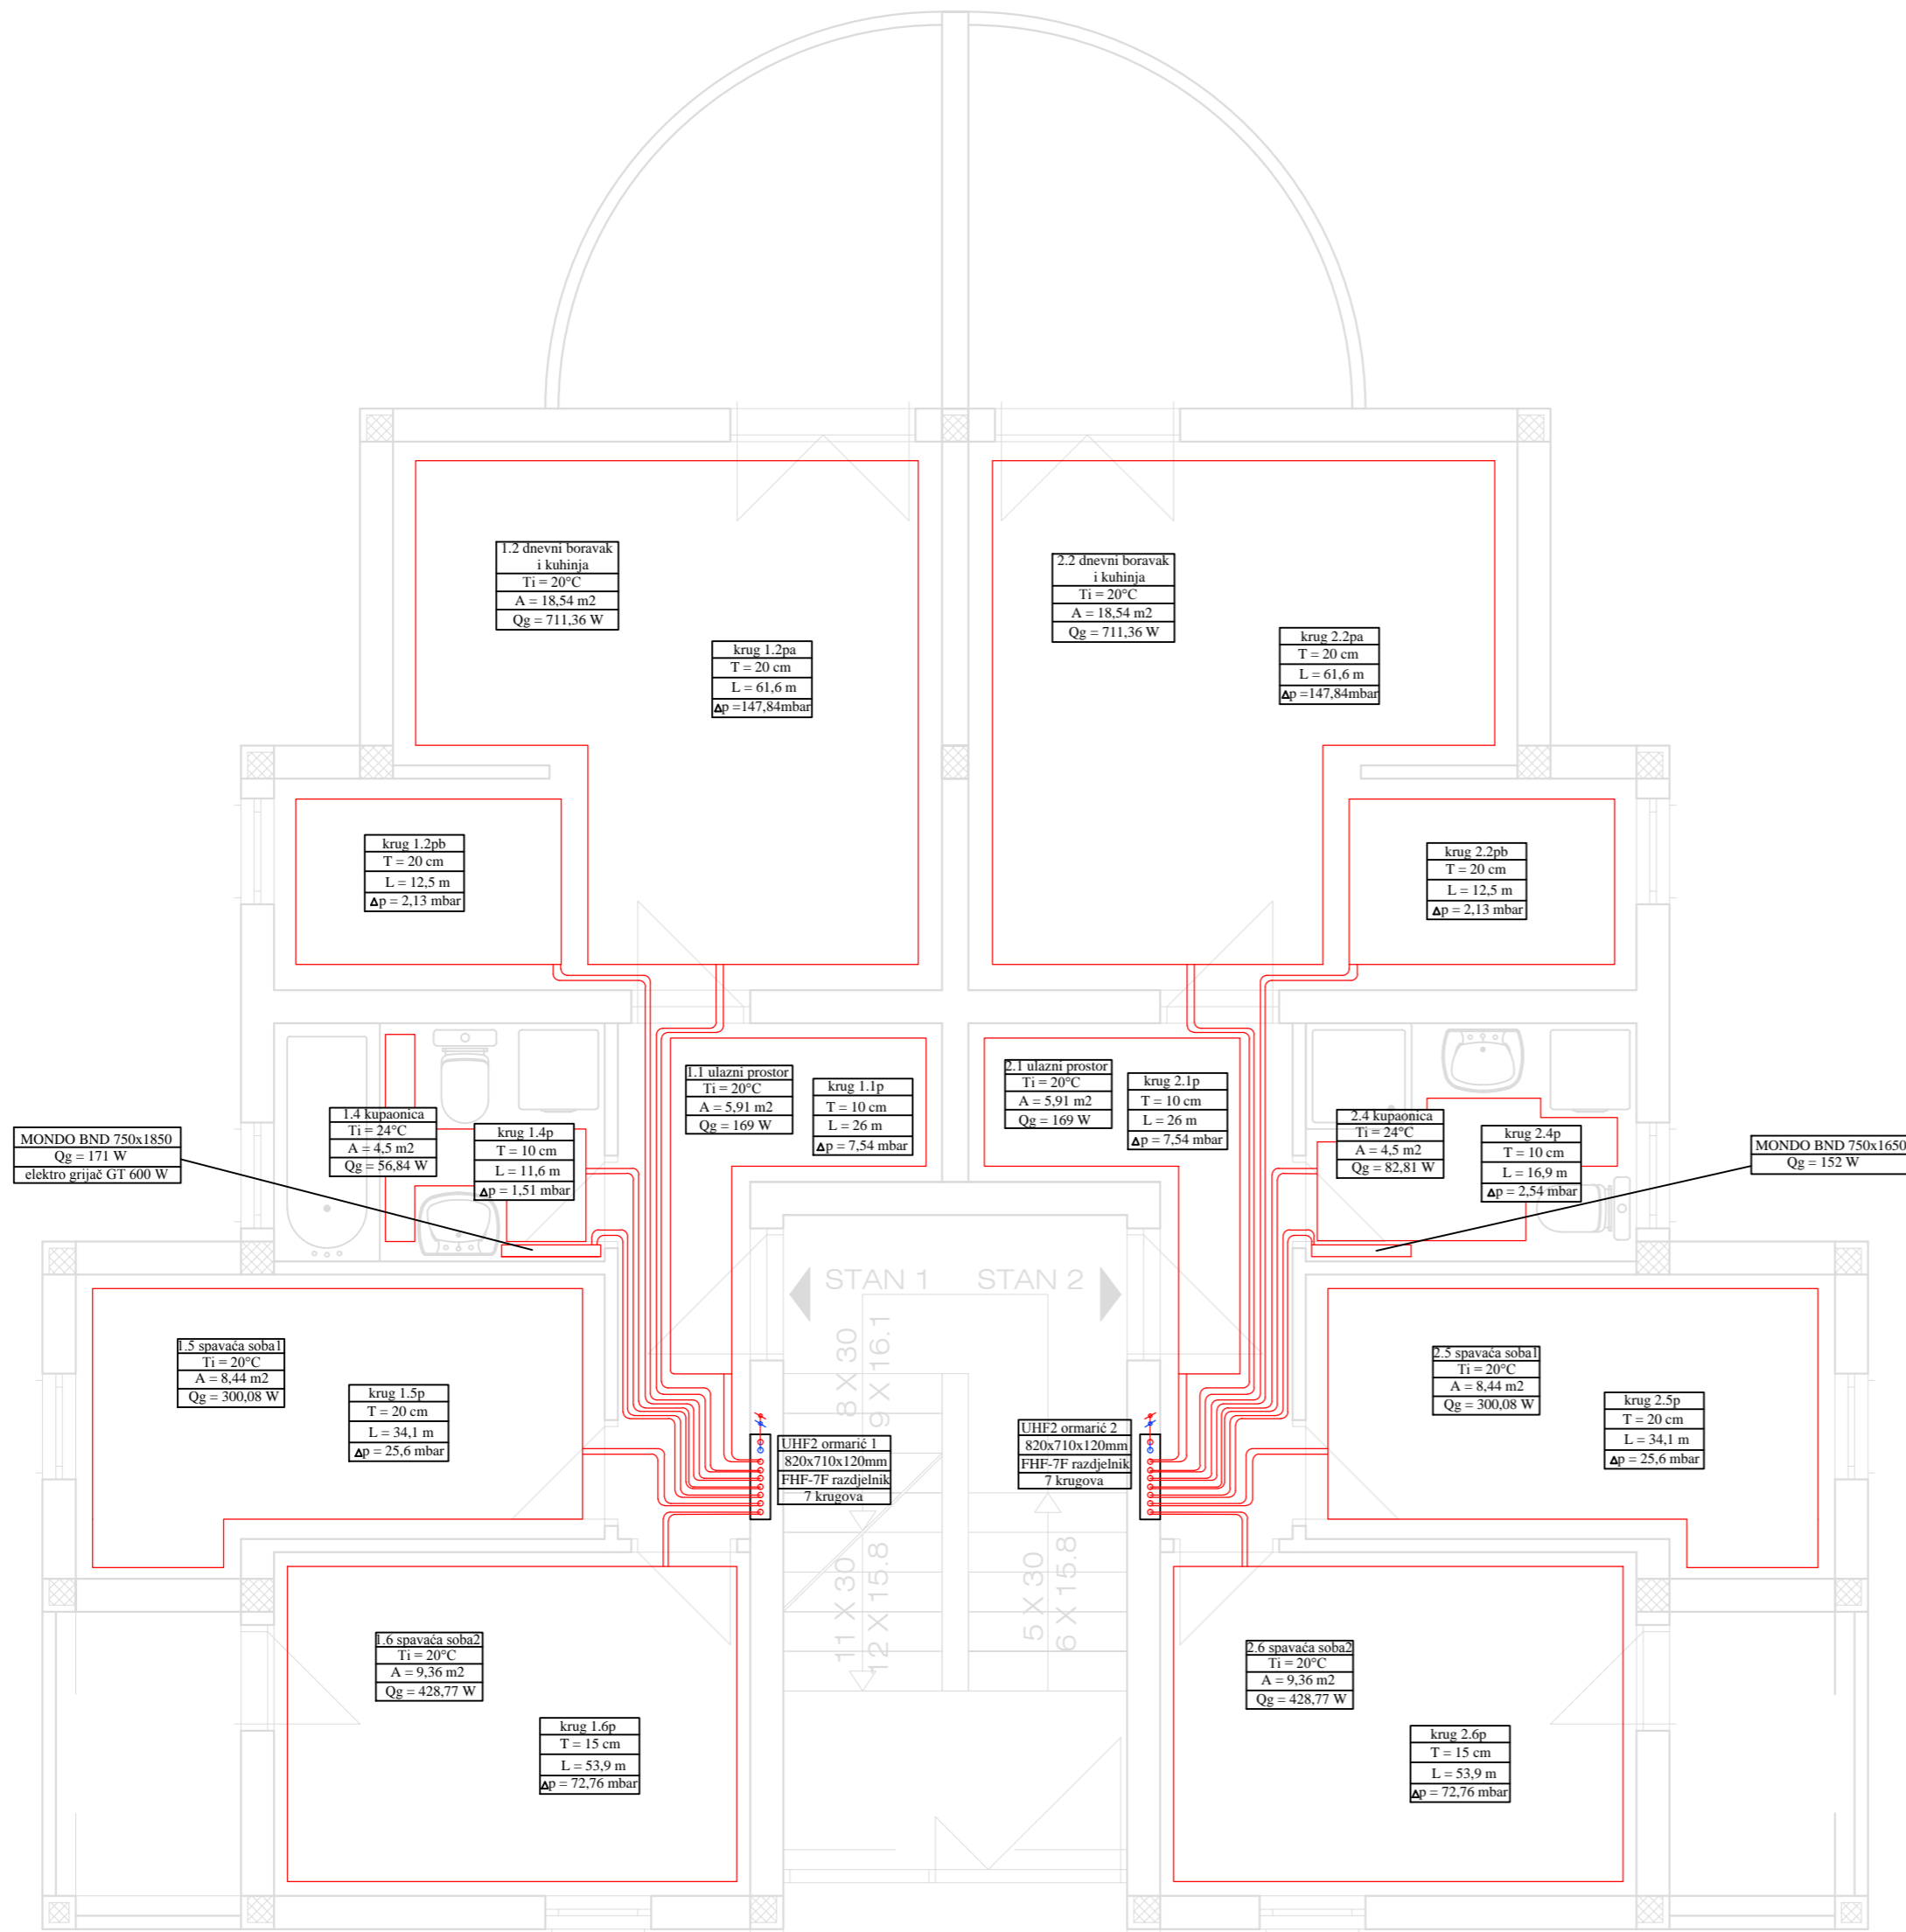 1.2 dnevni boravak
i kuhinja
Ti = 20°C
A = 18,54 m2
Qg = 711,36 W
2.2 dnevni boravak
i kuhinja
Ti = 20°C
A = 18,54 m2
Qg = 711,36 W
krug 1.2pa
T = 20 cm
L = 61,6 m
Δp =147,84mbar
krug 2.2pa
T = 20 cm
L = 61,6 m
Δp =147,84mbar
krug 1.2pb
T = 20 cm
L = 12,5 m
Δp = 2,13 mbar
krug 2.2pb
T = 20 cm
L = 12,5 m
Δp = 2,13 mbar
MONDO BND 750x1850
Qg = 171 W
elektro grijač GT 600 W
1.4 kupaonica
Ti = 24°C
A = 4,5 m2
Qg = 56,84 W
krug 1.4p
T = 10 cm
L = 11,6 m
Δp = 1,51 mbar
1.1 ulazni prostor
Ti = 20°C
A = 5,91 m2
Qg = 169 W
krug 1.1p
T = 10 cm
L = 26 m
Δp = 7,54 mbar
2.1 ulazni prostor
Ti = 20°C
A = 5,91 m2
Qg = 169 W
krug 2.1p
T = 10 cm
L = 26 m
Δp = 7,54 mbar
2.4 kupaonica
Ti = 24°C
A = 4,5 m2
Qg = 82,81 W
krug 2.4p
T = 10 cm
L = 16,9 m
Δp = 2,54 mbar
MONDO BND 750x1650
Qg = 152 W
STAN 1
STAN 2
8 X 30
9 X 16.1
1.5 spavaća soba1
Ti = 20°C
A = 8,44 m2
Qg = 300,08 W
krug 1.5p
T = 20 cm
L = 34,1 m
Δp = 25,6 mbar
2.5 spavaća soba1
Ti = 20°C
A = 8,44 m2
Qg = 300,08 W
krug 2.5p
T = 20 cm
L = 34,1 m
Δp = 25,6 mbar
UHF2 ormarić 1
820x710x120mm
FHF-7F razdjelnik
7 krugova
UHF2 ormarić 2
820x710x120mm
FHF-7F razdjelnik
7 krugova
11 X 30
12 X 15.8
5 X 30
6 X 15.8
1.6 spavaća soba2
Ti = 20°C
A = 9,36 m2
Qg = 428,77 W
krug 1.6p
T = 15 cm
L = 53,9 m
Δp = 72,76 mbar
2.6 spavaća soba2
Ti = 20°C
A = 9,36 m2
Qg = 428,77 W
krug 2.6p
T = 15 cm
L = 53,9 m
Δp = 72,76 mbar